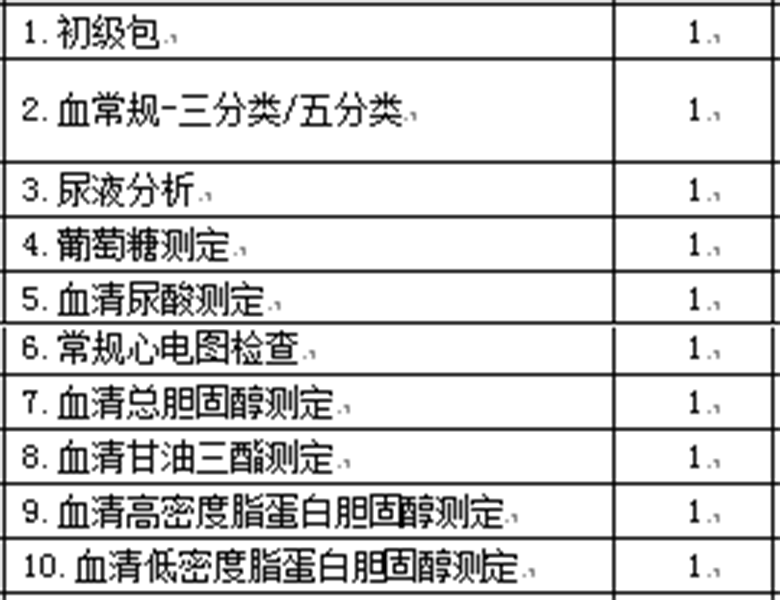 1. 初级包 1
2. 血常规-三分类/五分类 1
3. 尿液分析 1
4. 葡萄糖测定 1
5. 血清尿酸测定 1
6. 常规心电图检查 1
7. 血清总胆固醇测定 1
8. 血清甘油三酯测定 1
9. 血清高密度脂蛋白胆固醇测定 1
10. 血清低密度脂蛋白胆固醇测定 1